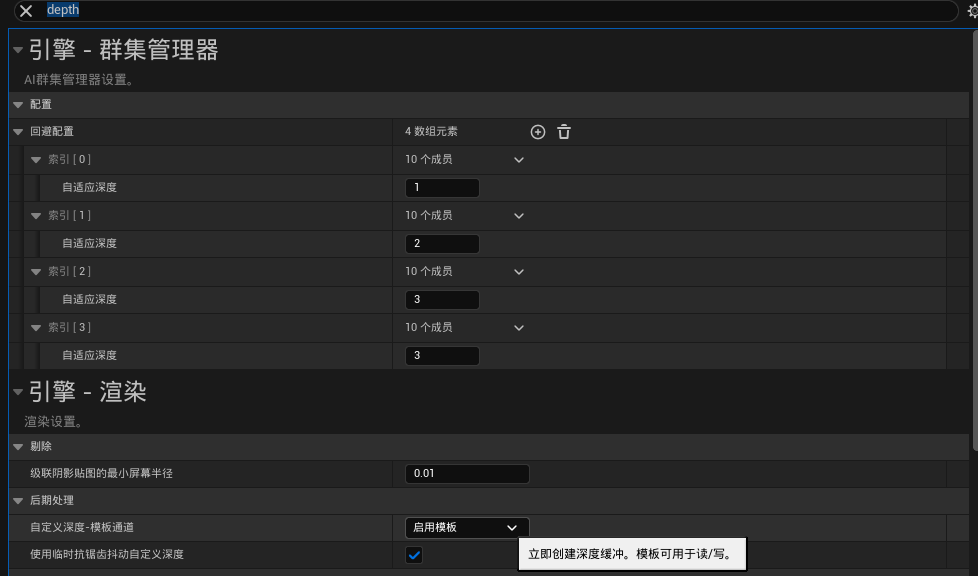 depth
引擎 - 群集管理器
AI群集管理器设置。
配置
回避配置 4 数组元素
索引 [ 0 ] 10 个成员
自适应深度 1
索引 [ 1 ] 10 个成员
自适应深度 2
索引 [ 2 ] 10 个成员
自适应深度 3
索引 [ 3 ] 10 个成员
自适应深度 3
引擎 - 渲染
渲染设置。
剔除
级联阴影贴图的最小屏幕半径 0.01
后期处理
自定义深度-模板通道 启用模板
使用临时抗锯齿抖动自定义深度
立即创建深度缓冲。模板可用于读/写。